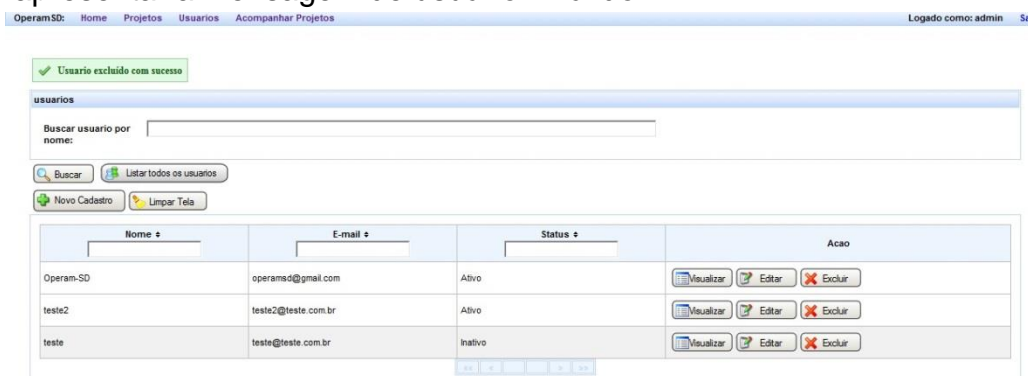 OperamSD: Home Projetos Usuarios Acompanhar Projetos Logado como: admin
Usuario excluído com sucesso
usuarios
Buscar usuario por
nome:
Buscar Listar todos os usuarios
Novo Cadastro Limpar Tela
Nome E-mail Status Acao
Operam-SD operamsd@gmail.com Ativo Visualizar Editar Excluir
teste2 teste2@teste.com.br Ativo Visualizar Editar Excluir
teste teste@teste.com.br Inativo Visualizar Editar Excluir
<< < > >>